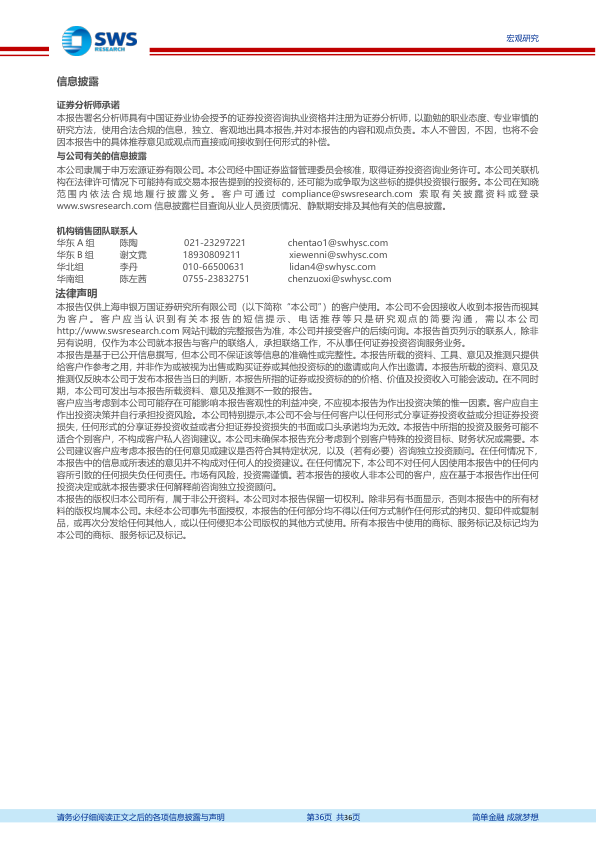 SWS
RESEARCH
宏观研究
信息披露
证券分析师承诺
本报告署名分析师具有中国证券业协会授予的证券投资咨询执业资格并注册为证券分析师，以勤勉的职业态度、专业审慎的
研究方法，使用合法合规的信息，独立、客观地出具本报告,并对本报告的内容和观点负责。本人不曾因，不因，也将不会
因本报告中的具体推荐意见或观点而直接或间接收到任何形式的补偿。
与公司有关的信息披露
本公司隶属于申万宏源证券有限公司。本公司经中国证券监督管理委员会核准，取得证券投资咨询业务许可。本公司关联机
构在法律许可情况下可能持有或交易本报告提到的投资标的，还可能为或争取为这些标的提供投资银行服务。本公司在知晓
范围内依法合规地履行披露义务。客户可通过 compliance@swsresearch.com 索取有关披露资料或登录
www.swsresearch.com 信息披露栏目查询从业人员资质情况、静默期安排及其他有关的信息披露。
机构销售团队联系人
华东 A 组 陈陶 021-23297221 chentao1@swhysc.com
华东 B 组 谢文霓 18930809211 xiewenni@swhysc.com
华北组 李丹 010-66500631 lidan4@swhysc.com
华南组 陈左茜 0755-23832751 chenzuoxi@swhysc.com
法律声明
本报告仅供上海申银万国证券研究所有限公司（以下简称“本公司”）的客户使用。本公司不会因接收人收到本报告而视其
为客户。客户应当认识到有关本报告的短信提示、电话推荐等只是研究观点的简要沟通，需以本公司
http://www.swsresearch.com 网站刊载的完整报告为准，本公司并接受客户的后续问询。本报告首页列示的联系人，除非
另有说明，仅作为本公司就本报告与客户的联络人，承担联络工作，不从事任何证券投资咨询服务业务。
本报告是基于已公开信息撰写，但本公司不保证该等信息的准确性或完整性。本报告所载的资料、工具、意见及推测只提供
给客户作参考之用，并非作为或被视为出售或购买证券或其他投资标的的邀请或向人作出邀请。本报告所载的资料、意见及
推测仅反映本公司于发布本报告当日的判断，本报告所指的证券或投资标的的价格、价值及投资收入可能会波动。在不同时
期，本公司可发出与本报告所载资料、意见及推测不一致的报告。
客户应当考虑到本公司可能存在可能影响本报告客观性的利益冲突，不应视本报告为作出投资决策的惟一因素。客户应自主
作出投资决策并自行承担投资风险。本公司特别提示,本公司不会与任何客户以任何形式分享证券投资收益或分担证券投资
损失，任何形式的分享证券投资收益或者分担证券投资损失的书面或口头承诺均为无效。本报告中所指的投资及服务可能不
适合个别客户，不构成客户私人咨询建议。本公司未确保本报告充分考虑到个别客户特殊的投资目标、财务状况或需要。本
公司建议客户应考虑本报告的任何意见或建议是否符合其特定状况，以及（若有必要）咨询独立投资顾问。在任何情况下，
本报告中的信息或所表述的意见并不构成对任何人的投资建议。在任何情况下，本公司不对任何人因使用本报告中的任何内
容所引致的任何损失负任何责任。市场有风险，投资需谨慎。若本报告的接收人非本公司的客户，应在基于本报告作出任何
投资决定或就本报告要求任何解释前咨询独立投资顾问。
本报告的版权归本公司所有，属于非公开资料。本公司对本报告保留一切权利。除非另有书面显示，否则本报告中的所有材
料的版权均属本公司。未经本公司事先书面授权，本报告的任何部分均不得以任何方式制作任何形式的拷贝、复印件或复制
品，或再次分发给任何其他人，或以任何侵犯本公司版权的其他方式使用。所有本报告中使用的商标、服务标记及标记均为
本公司的商标、服务标记及标记。
请务必仔细阅读正文之后的各项信息披露与声明 第36页 共36页 简单金融 成就梦想